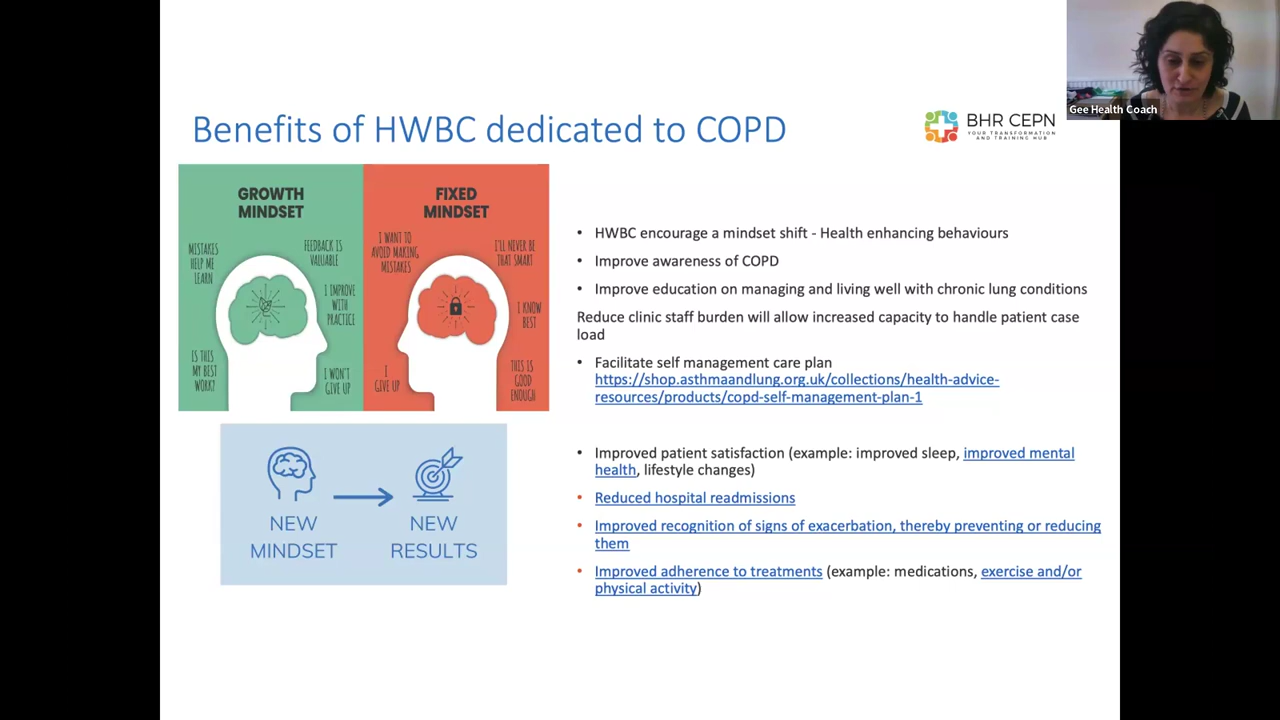 Gee Health Coach
Benefits of HWBC dedicated to COPD
BHR CEPN
YOUR TRANSFORMATION
AND TRAINING HUB
GROWTH
MINDSET
MISTAKES
HELP ME
LEARN
FEEDBACK IS
VALUABLE
I IMPROVE
WITH
PRACTICE
IS THIS
MY BEST
WORK?
I WON'T
GIVE UP
FIXED
MINDSET
I WANT TO
AVOID MAKING
MISTAKES
I'LL NEVER BE
THAT SMART
I KNOW
BEST
I
GIVE UP
THIS IS
GOOD
ENOUGH
NEW
MINDSET
NEW
RESULTS
• HWBC encourage a mindset shift - Health enhancing behaviours
• Improve awareness of COPD
• Improve education on managing and living well with chronic lung conditions
Reduce clinic staff burden will allow increased capacity to handle patient case
load
• Facilitate self management care plan
https://shop.asthmaandlung.org.uk/collections/health-advice-
resources/products/copd-self-management-plan-1
• Improved patient satisfaction (example: improved sleep, improved mental
health, lifestyle changes)
• Reduced hospital readmissions
• Improved recognition of signs of exacerbation, thereby preventing or reducing
them
• Improved adherence to treatments (example: medications, exercise and/or
physical activity)